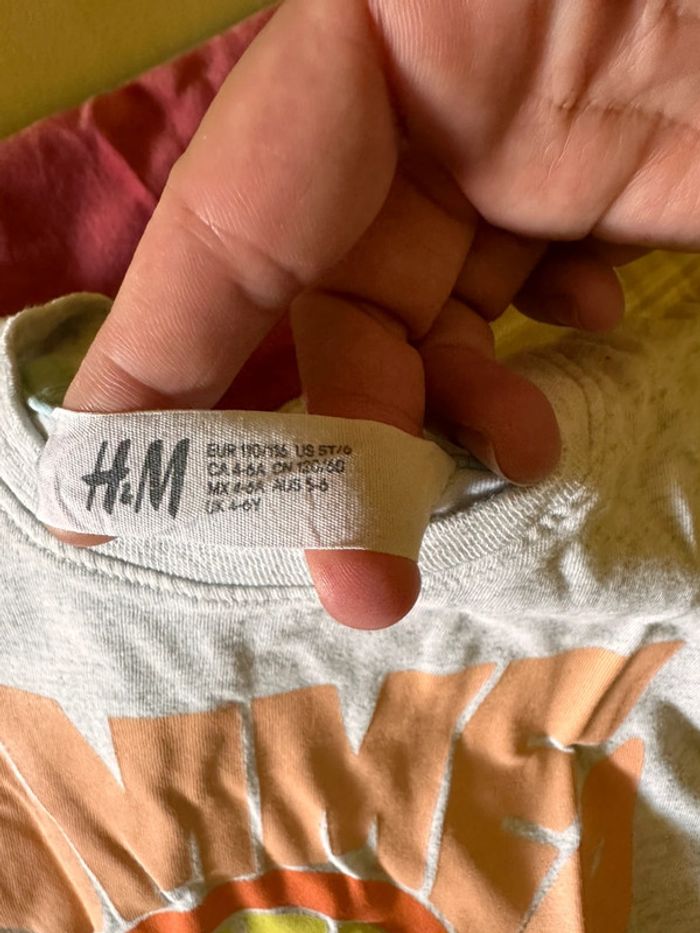 H&M
EUR 110/116 US 5T/6
CA 4-6A CN 120/60
MX 4-6A AUS 5-6
UK 4-6Y